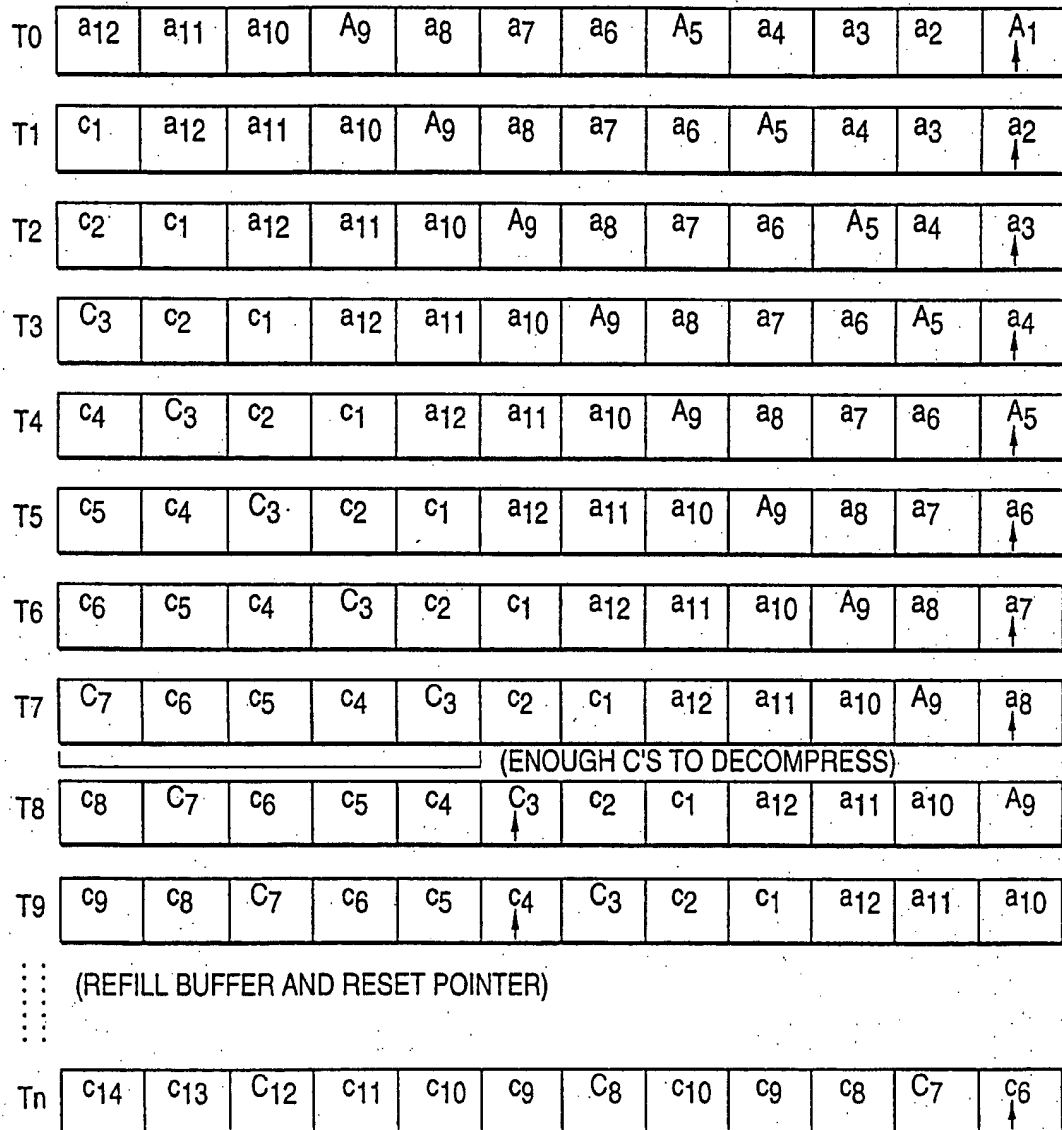 T0 a12 a11 a10 A9 a8 a7 a6 A5 a4 a3 a2 A1
T1 c1 a12 a11 a10 A9 a8 a7 a6 A5 a4 a3 a2
T2 c2 c1 a12 a11 a10 A9 a8 a7 a6 A5 a4 a3
T3 C3 c2 c1 a12 a11 a10 A9 a8 a7 a6 A5 a4
T4 c4 C3 c2 c1 a12 a11 a10 A9 a8 a7 a6 A5
T5 c5 c4 C3 c2 c1 a12 a11 a10 A9 a8 a7 a6
T6 c6 c5 c4 C3 c2 c1 a12 a11 a10 A9 a8 a7
T7 C7 c6 c5 c4 C3 c2 c1 a12 a11 a10 A9 a8
(ENOUGH C'S TO DECOMPRESS)
T8 c8 C7 c6 c5 c4 C3 c2 c1 a12 a11 a10 A9
T9 c9 c8 C7 c6 c5 c4 C3 c2 c1 a12 a11 a10
(REFILL BUFFER AND RESET POINTER)
Tn c14 c13 C12 c11 c10 c9 C8 c10 c9 c8 C7 c6